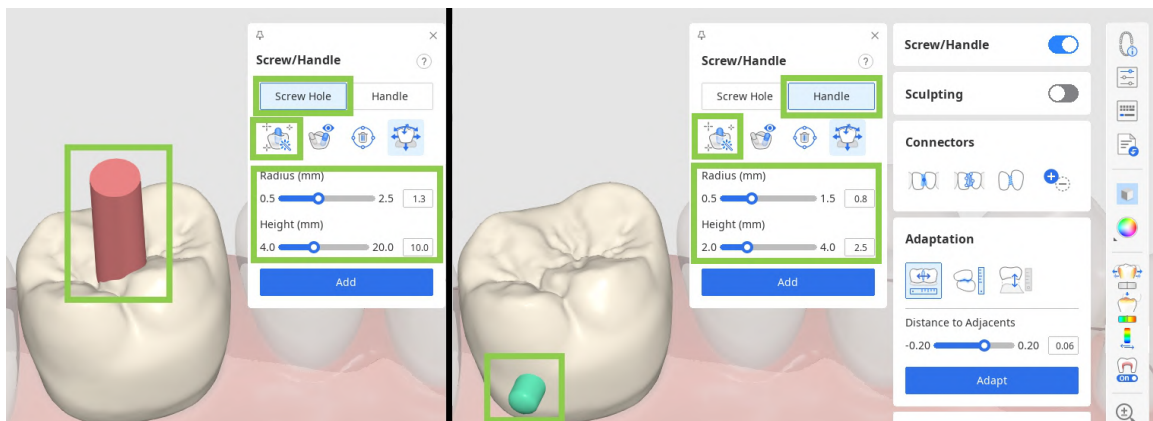 Screw/Handle
?
Screw Hole
Handle
Radius (mm)
0.5
2.5
1.3
Height (mm)
4.0
20.0
10.0
Add
Screw/Handle
?
Screw Hole
Handle
Radius (mm)
0.5
1.5
0.8
Height (mm)
2.0
4.0
2.5
Add
Screw/Handle
Sculpting
Connectors
Adaptation
Distance to Adjacents
-0.20
0.20
0.06
Adapt
ON